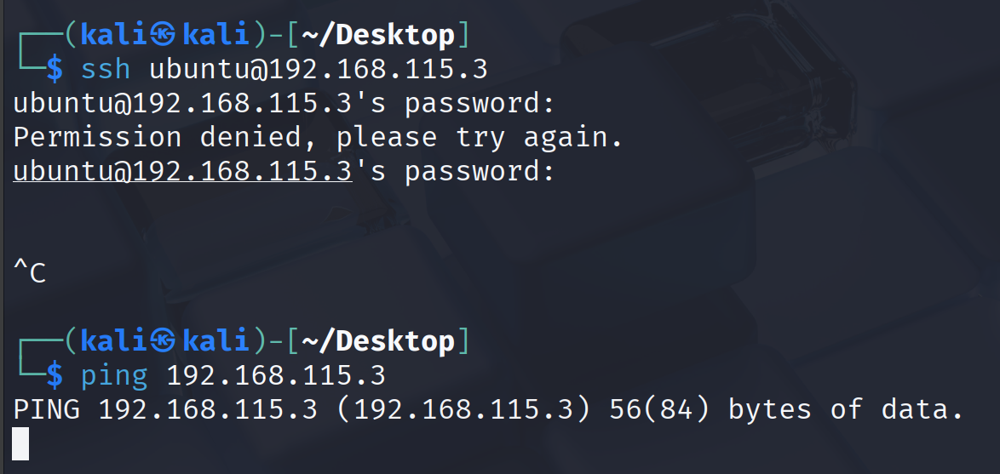 ┌──(kali㉿kali)-[~/Desktop]
└─$ ssh ubuntu@192.168.115.3
ubuntu@192.168.115.3's password:
Permission denied, please try again.
ubuntu@192.168.115.3's password:
^C
┌──(kali㉿kali)-[~/Desktop]
└─$ ping 192.168.115.3
PING 192.168.115.3 (192.168.115.3) 56(84) bytes of data.